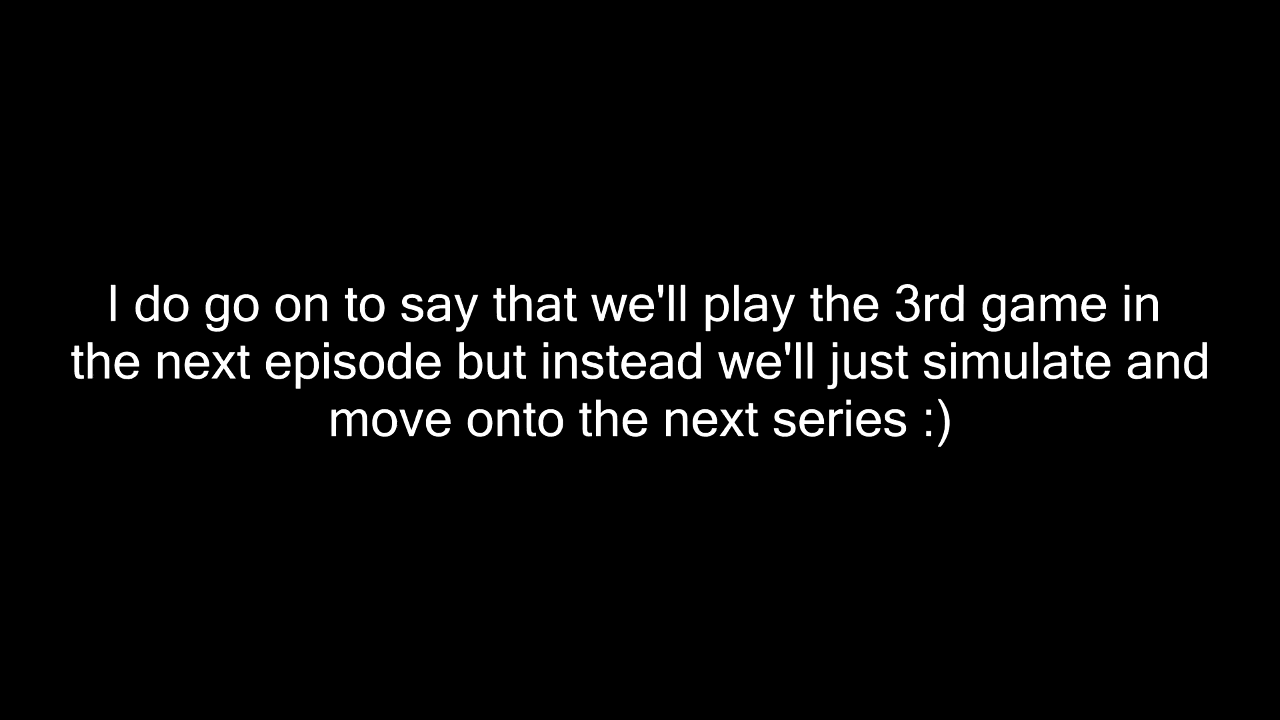 I do go on to say that we'll play the 3rd game in
the next episode but instead we'll just simulate and
move onto the next series :)